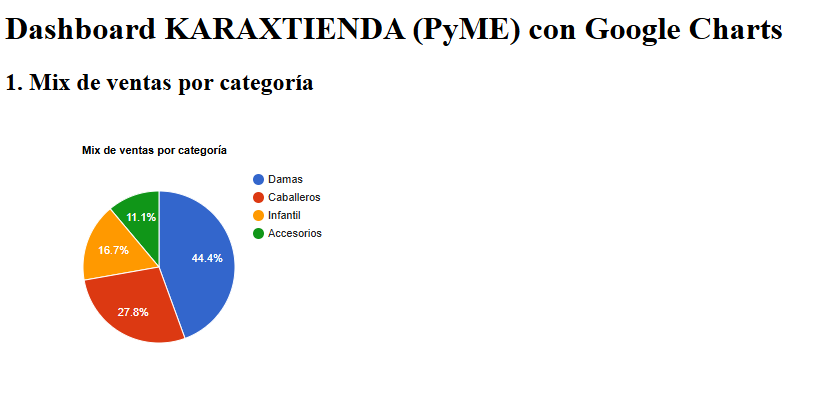 Dashboard KARAXTIENDA (PyME) con Google Charts
1. Mix de ventas por categoría
Mix de ventas por categoría
Damas
Caballeros
Infantil
Accesorios
11.1%
16.7%
44.4%
27.8%